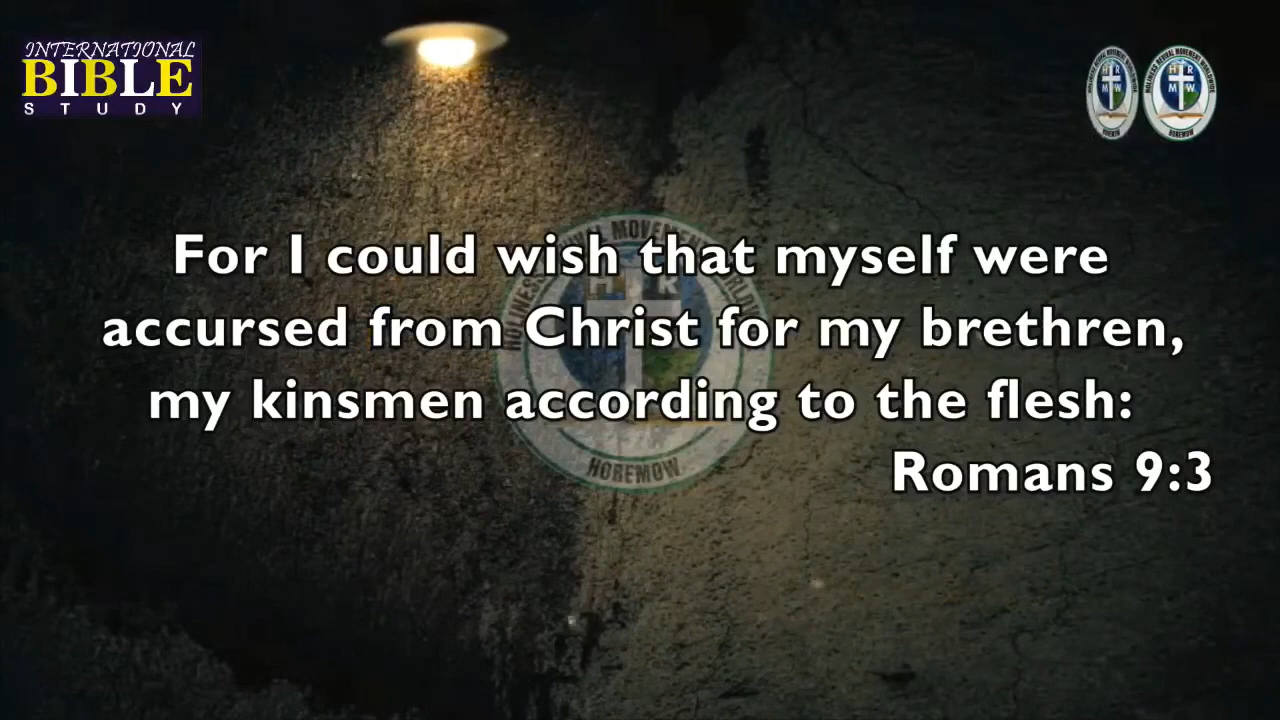 INTERNATIONAL
BIBLE
STUDY
For I could wish that myself were
accursed from Christ for my brethren,
my kinsmen according to the flesh:
Romans 9:3
HOREMOW